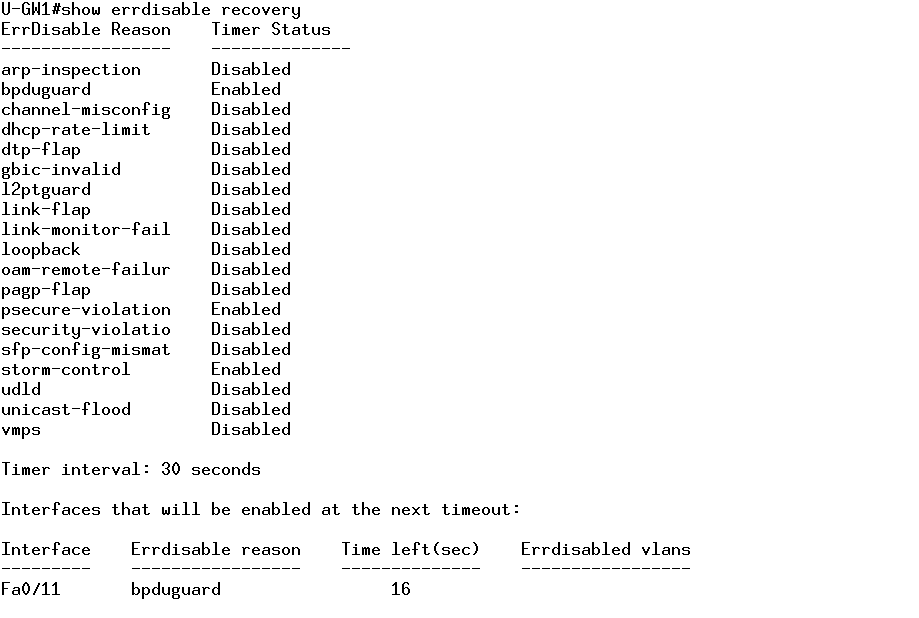 U-GW1#show errdisable recovery
ErrDisable Reason    Timer Status
-----------------    --------------
arp-inspection       Disabled
bpduguard            Enabled
channel-misconfig    Disabled
dhcp-rate-limit      Disabled
dtp-flap             Disabled
gbic-invalid         Disabled
l2ptguard            Disabled
link-flap            Disabled
link-monitor-fail    Disabled
loopback             Disabled
oam-remote-failur    Disabled
pagp-flap            Disabled
psecure-violation    Enabled
security-violatio    Disabled
sfp-config-mismat    Disabled
storm-control        Enabled
udld                 Disabled
unicast-flood        Disabled
vmps                 Disabled

Timer interval: 30 seconds

Interfaces that will be enabled at the next timeout:

Interface    Errdisable reason    Time left(sec)    Errdisabled vlans
---------    -----------------    --------------    -----------------
Fa0/11       bpduguard                 16